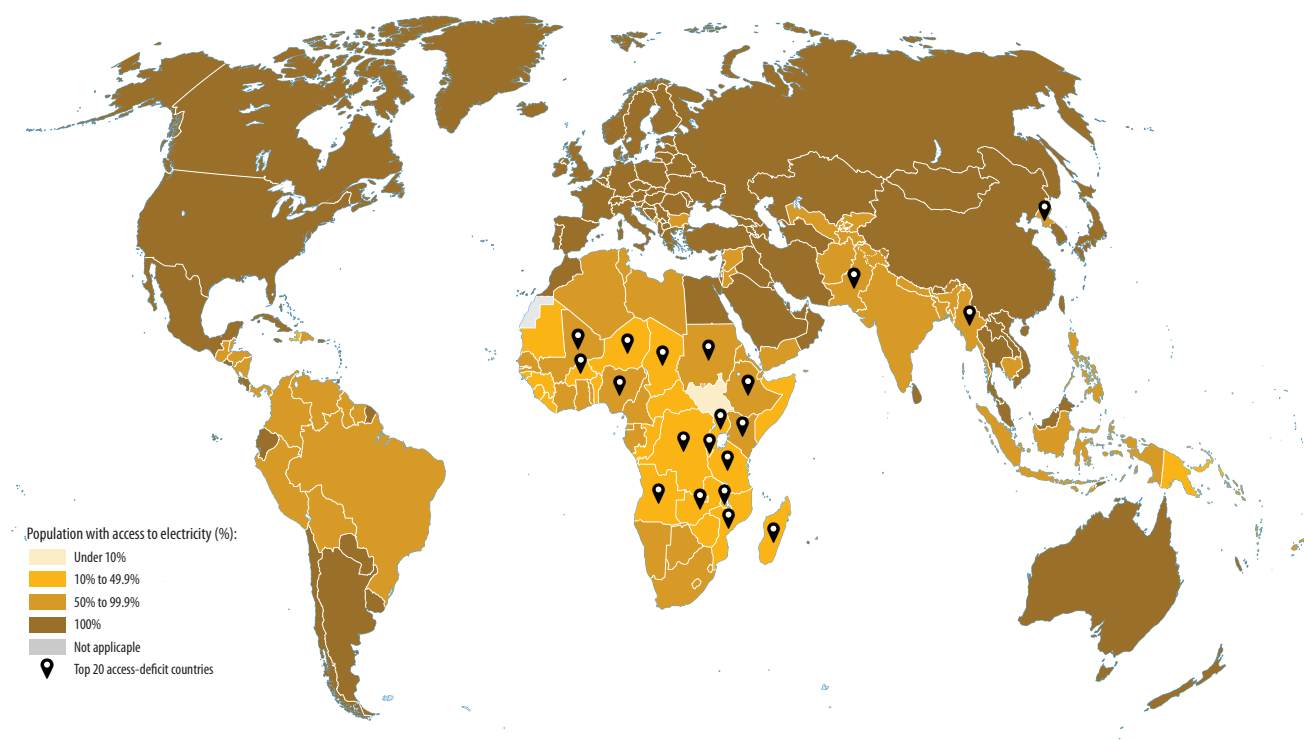 Population with access to electricity (%):
Under 10%
10% to 49.9%
50% to 99.9%
100%
Not applicaple
Top 20 access-deficit countries